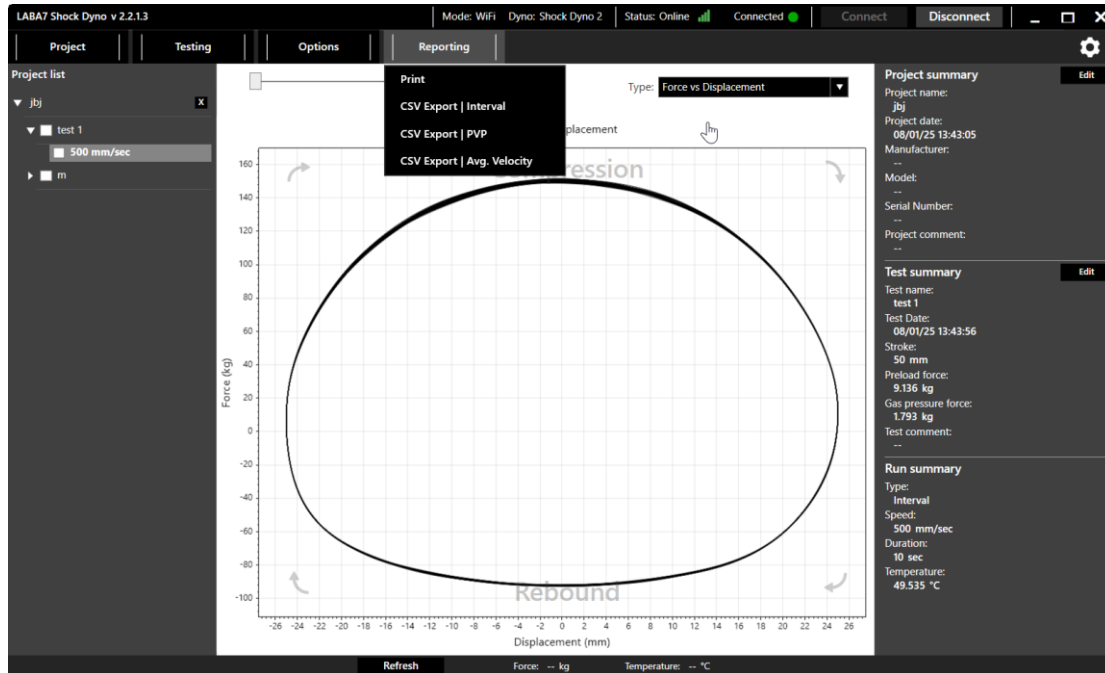 LABA7 Shock Dyno v 2.2.1.3
Mode: WiFi Dyno: Shock Dyno 2 Status: Online Connected Connect Disconnect
Project Testing Options Reporting
Project list
jbj X
test 1
500 mm/sec
m
Print
CSV Export | Interval
CSV Export | PVP
CSV Export | Avg. Velocity
Type: Force vs Displacement
placement
ression
Rebound
160
140
120
100
80
60
40
20
0
-20
-40
-60
-80
-100
Force (kg)
-26 -24 -22 -20 -18 -16 -14 -12 -10 -8 -6 -4 -2 0 2 4 6 8 10 12 14 16 18 20 22 24 26
Displacement (mm)
Project summary Edit
Project name:
jbj
Project date:
08/01/25 13:43:05
Manufacturer:
--
Model:
--
Serial Number:
--
Project comment:
--
Test summary Edit
Test name:
test 1
Test Date:
08/01/25 13:43:56
Stroke:
50 mm
Preload force:
9.136 kg
Gas pressure force:
1.793 kg
Test comment:
--
Run summary
Type:
Interval
Speed:
500 mm/sec
Duration:
10 sec
Temperature:
49.535 °C
Refresh Force: -- kg Temperature: -- °C